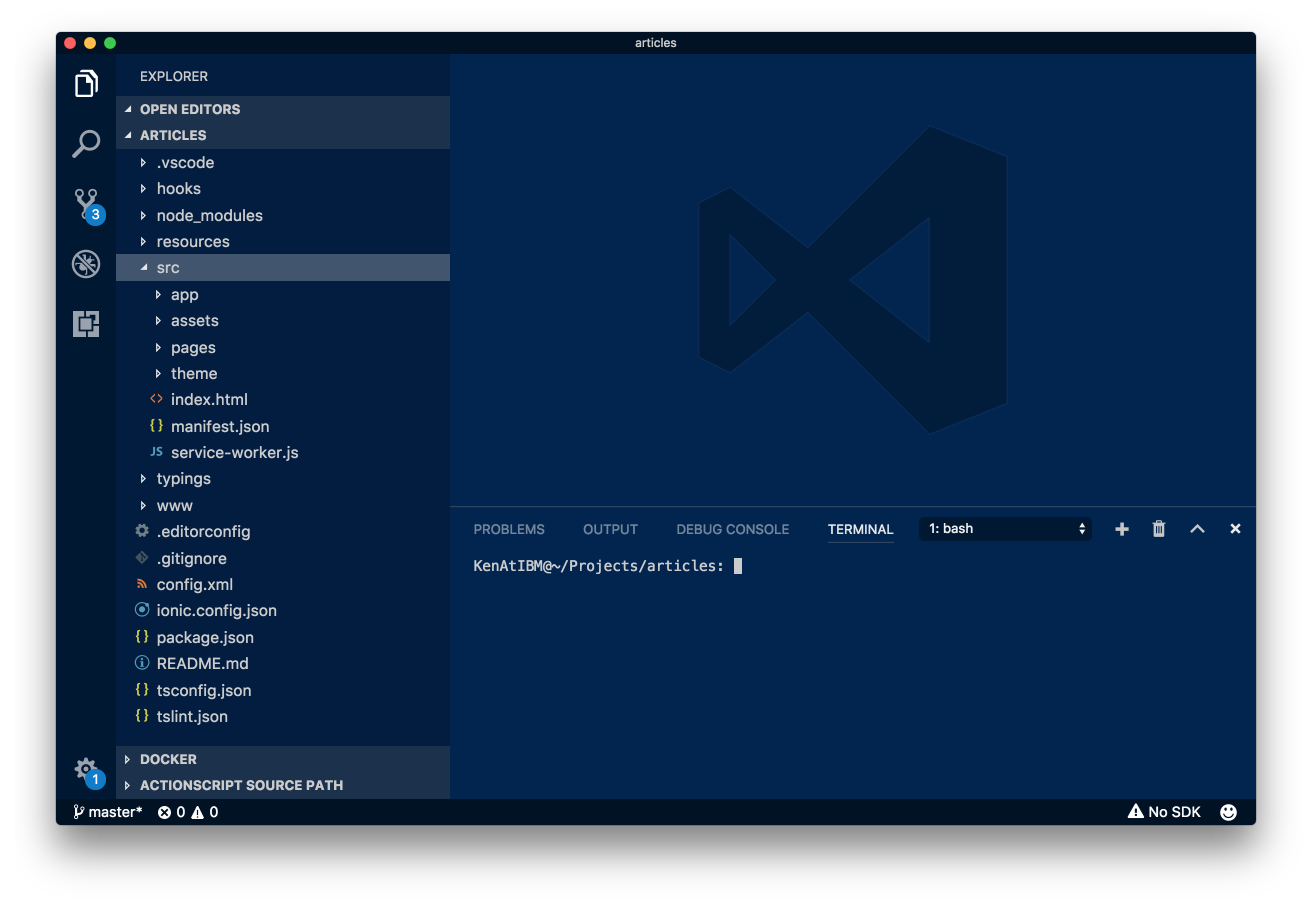 articles
EXPLORER
OPEN EDITORS
ARTICLES
.vscode
hooks
node_modules
resources
src
app
assets
pages
theme
index.html
manifest.json
JS service-worker.js
typings
www
.editorconfig
.gitignore
config.xml
ionic.config.json
package.json
README.md
tsconfig.json
tslint.json
DOCKER
ACTIONSCRIPT SOURCE PATH
3
1
PROBLEMS OUTPUT DEBUG CONSOLE TERMINAL 1: bash
KenAtIBM@~/Projects/articles:
master* 0 0 No SDK